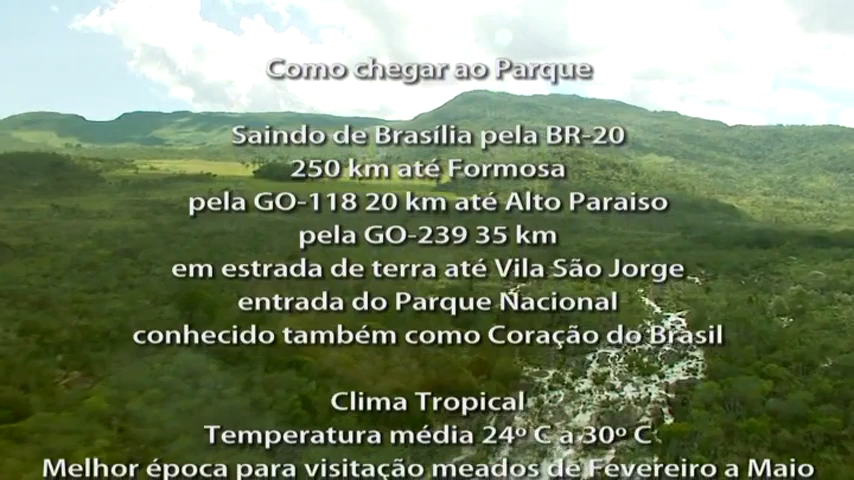 Como chegar ao Parque
Saindo de Brasília pela BR-20
250 km até Formosa
pela GO-118 20 km até Alto Paraiso
pela GO-239 35 km
em estrada de terra até Vila São Jorge
entrada do Parque Nacional
conhecido também como Coração do Brasil
Clima Tropical
Temperatura média 24º C a 30º C
Melhor época para visitação meados de Fevereiro a Maio